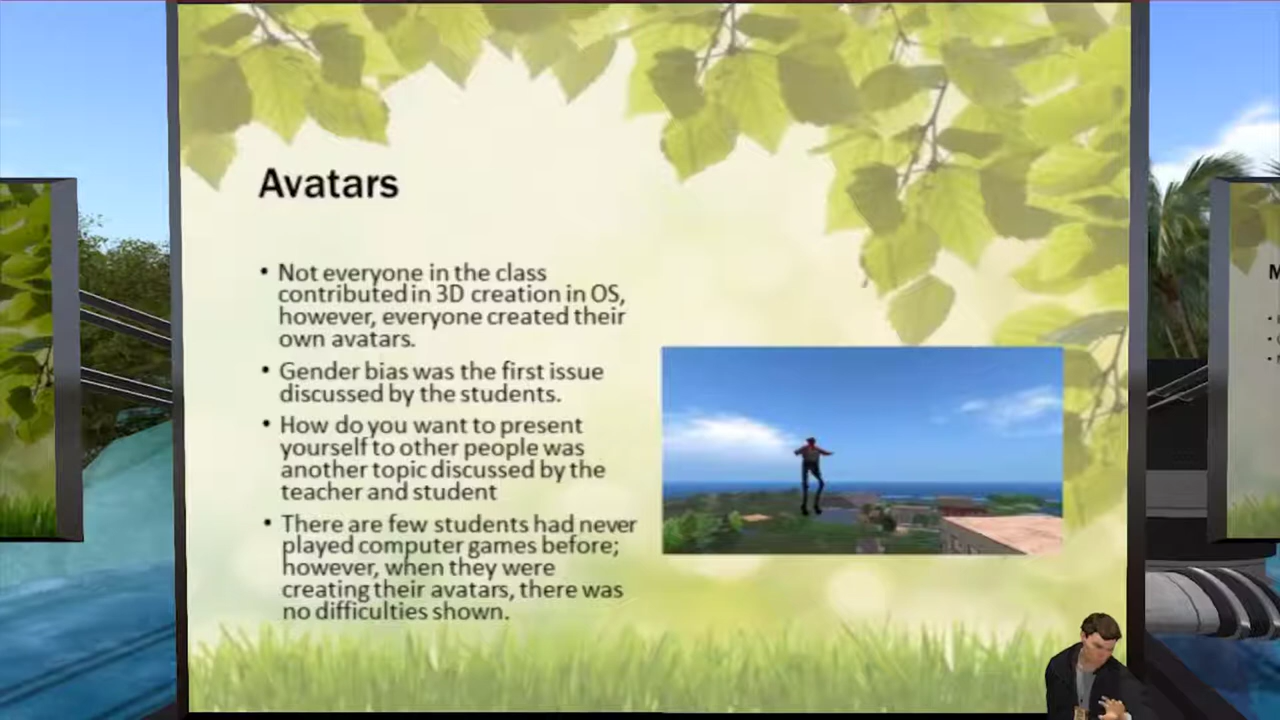 Avatars
• Not everyone in the class
contributed in 3D creation in OS,
however, everyone created their
own avatars.
• Gender bias was the first issue
discussed by the students.
• How do you want to present
yourself to other people was
another topic discussed by the
teacher and student
• There are few students had never
played computer games before;
however, when they were
creating their avatars, there was
no difficulties shown.
M